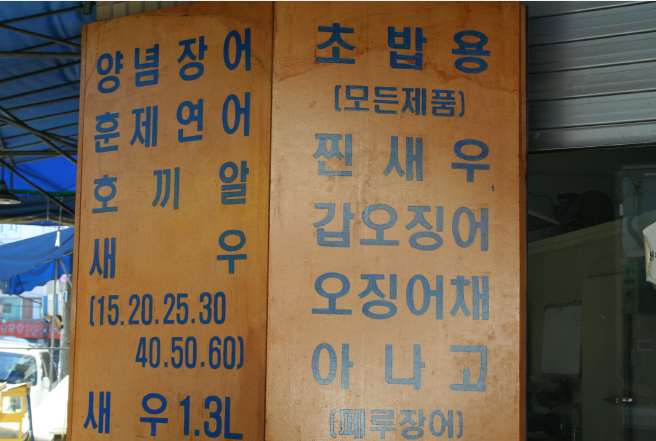 양념장어
훈제연어
호끼알
새우
(15.20.25.30
40.50.60)
새우1.3L
초밥용
(모든제품)
찐새우
갑오징어
오징어채
아나고
(페루장어)